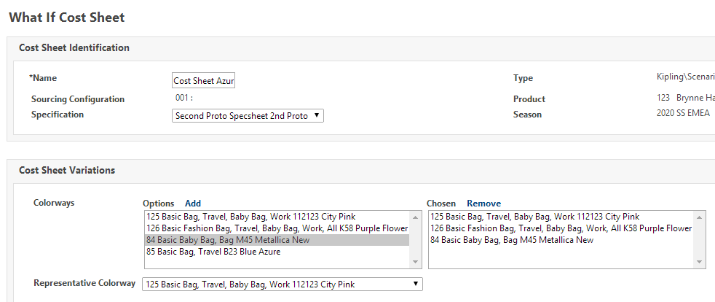 What If Cost Sheet
Cost Sheet Identification
*Name Cost Sheet Azur Type Kipling\Scenari
Sourcing Configuration 001 : Product 123 Brynne Ha
Specification Second Proto Specsheet 2nd Proto Season 2020 SS EMEA
Cost Sheet Variations
Colorways Options Add Chosen Remove
125 Basic Bag, Travel, Baby Bag, Work 112123 City Pink 125 Basic Bag, Travel, Baby Bag, Work 112123 City Pink
126 Basic Fashion Bag, Travel, Baby Bag, Work, All K58 Purple Flower 126 Basic Fashion Bag, Travel, Baby Bag, Work, All K58 Purple Flower
84 Basic Baby Bag, Bag M45 Metallica New 84 Basic Baby Bag, Bag M45 Metallica New
85 Basic Bag, Travel B23 Blue Azure
Representative Colorway 125 Basic Bag, Travel, Baby Bag, Work 112123 City Pink